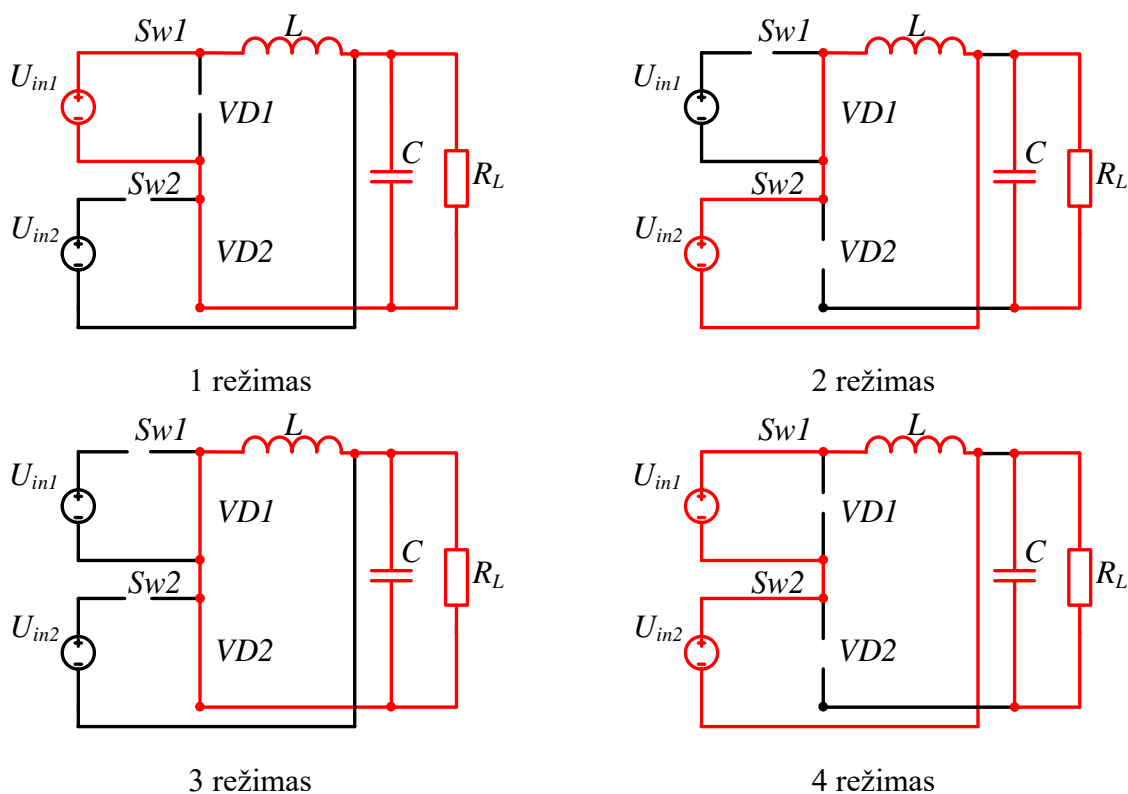 Sw1 L
U_in1
VD1
C
Sw2
R_L
U_in2
VD2
1 režimas
Sw1 L
U_in1
VD1
C
Sw2
R_L
U_in2
VD2
2 režimas
Sw1 L
U_in1
VD1
C
Sw2
R_L
U_in2
VD2
3 režimas
Sw1 L
U_in1
VD1
C
Sw2
R_L
U_in2
VD2
4 režimas